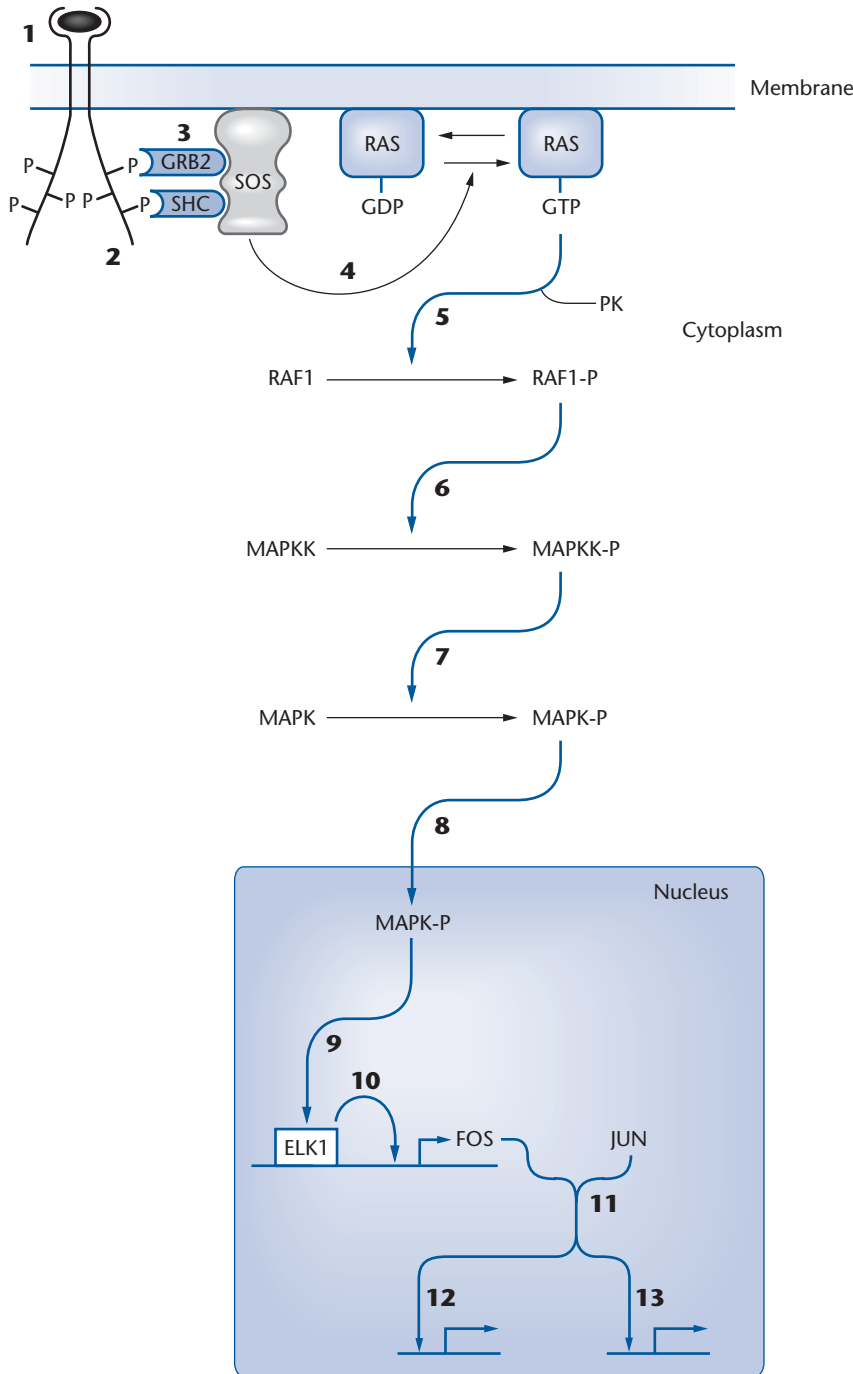 1
Membrane
3
P P GRB2 SOS RAS RAS
P P P P SHC GDP GTP
2
4
5 PK
Cytoplasm
RAF1 RAF1-P
6
MAPKK MAPKK-P
7
MAPK MAPK-P
8
Nucleus
MAPK-P
9
10
ELK1 FOS JUN
11
12 13